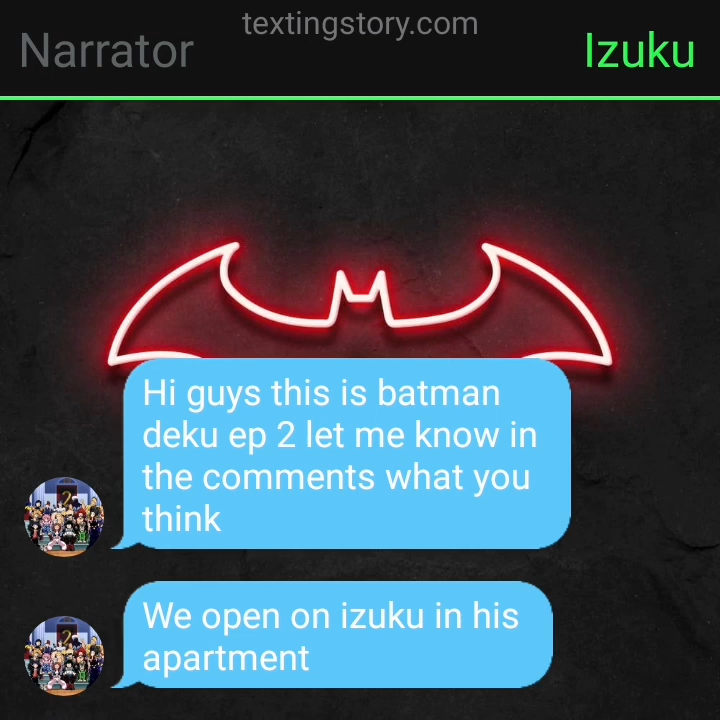 textingstory.com
Narrator
Izuku
Hi guys this is batman
deku ep 2 let me know in
the comments what you
think
We open on izuku in his
apartment